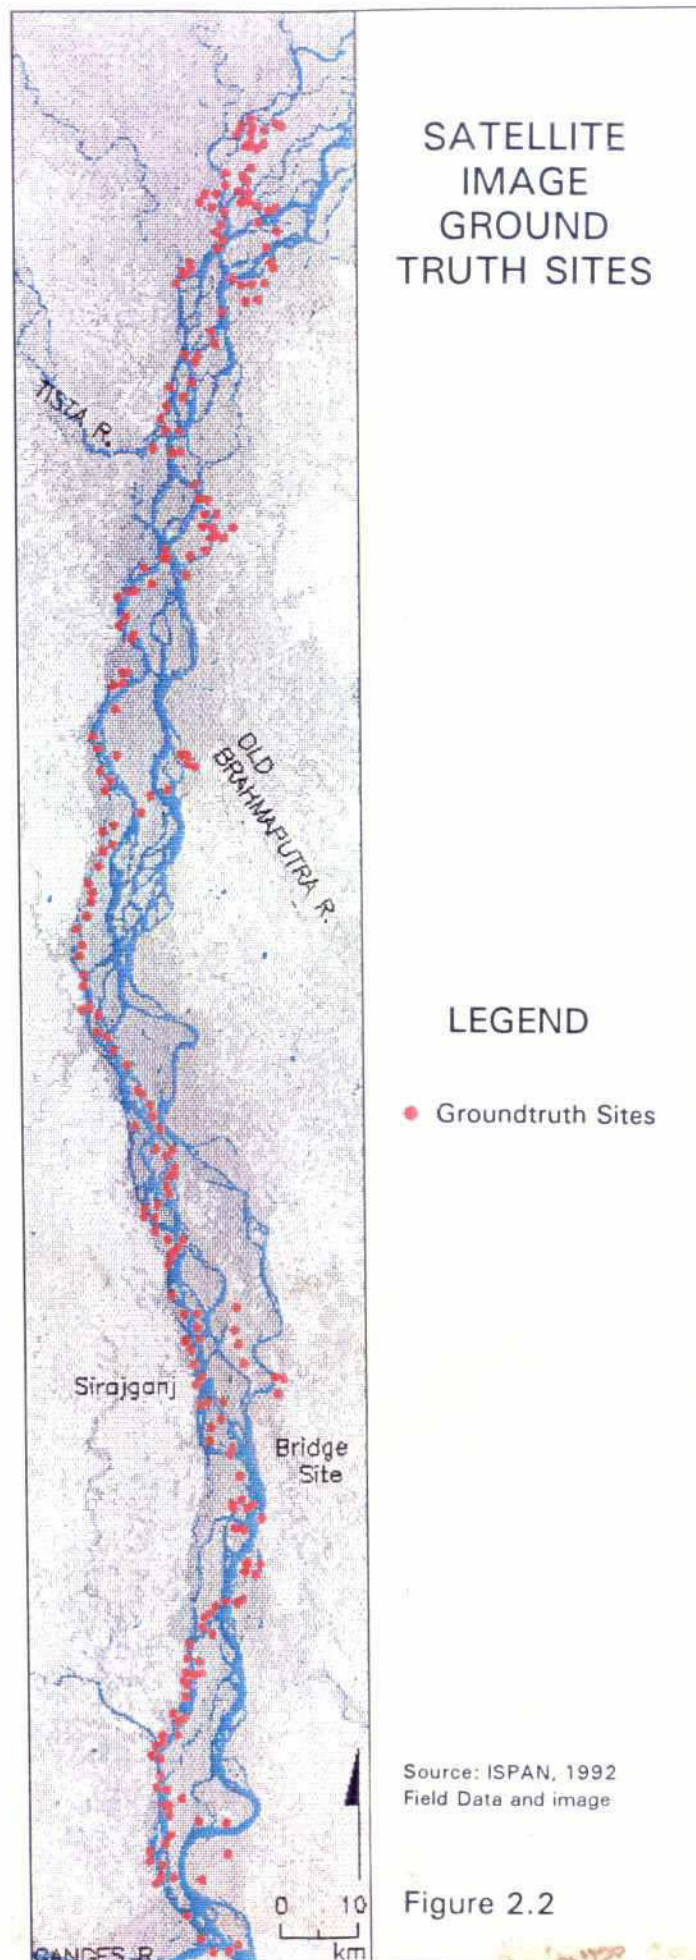 SATELLITE
IMAGE
GROUND
TRUTH SITES
TISTA R.
OLD
BRAHMAPUTRA R.
LEGEND
Groundtruth Sites
Sirajganj
Bridge
Site
Source: ISPAN, 1992
Field Data and image
0 10
km
Figure 2.2
GANGES R.